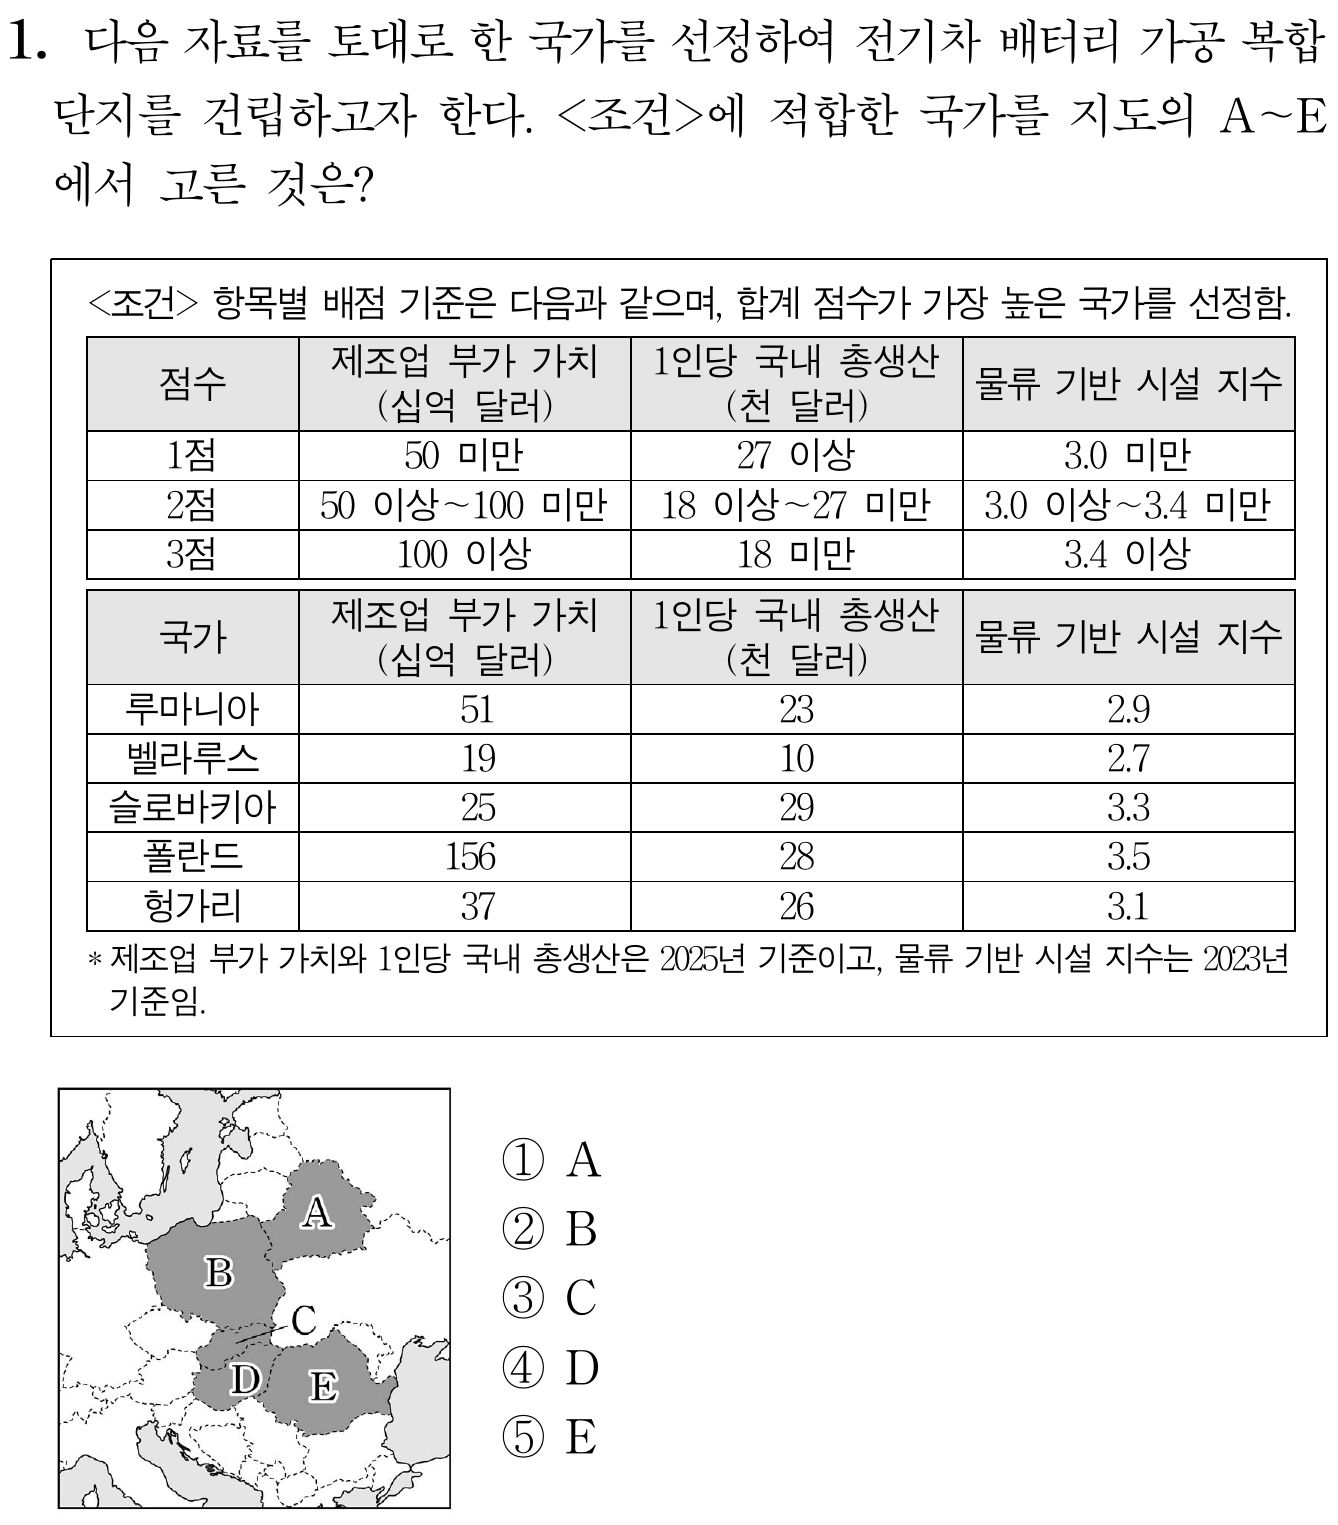 1. 다음 자료를 토대로 한 국가를 선정하여 전기차 배터리 가공 복합
단지를 건립하고자 한다. <조건>에 적합한 국가를 지도의 A~E
에서 고른 것은?
<조건> 항목별 배점 기준은 다음과 같으며, 합계 점수가 가장 높은 국가를 선정함.
점수 제조업 부가 가치 (십억 달러) 1인당 국내 총생산 (천 달러) 물류 기반 시설 지수
1점 50 미만 27 이상 3.0 미만
2점 50 이상~100 미만 18 이상~27 미만 3.0 이상~3.4 미만
3점 100 이상 18 미만 3.4 이상
국가 제조업 부가 가치 (십억 달러) 1인당 국내 총생산 (천 달러) 물류 기반 시설 지수
루마니아 51 23 2.9
벨라루스 19 10 2.7
슬로바키아 25 29 3.3
폴란드 156 28 3.5
헝가리 37 26 3.1
* 제조업 부가 가치와 1인당 국내 총생산은 2025년 기준이고, 물류 기반 시설 지수는 2023년
기준임.
A
B
C
D
E
① A
② B
③ C
④ D
⑤ E